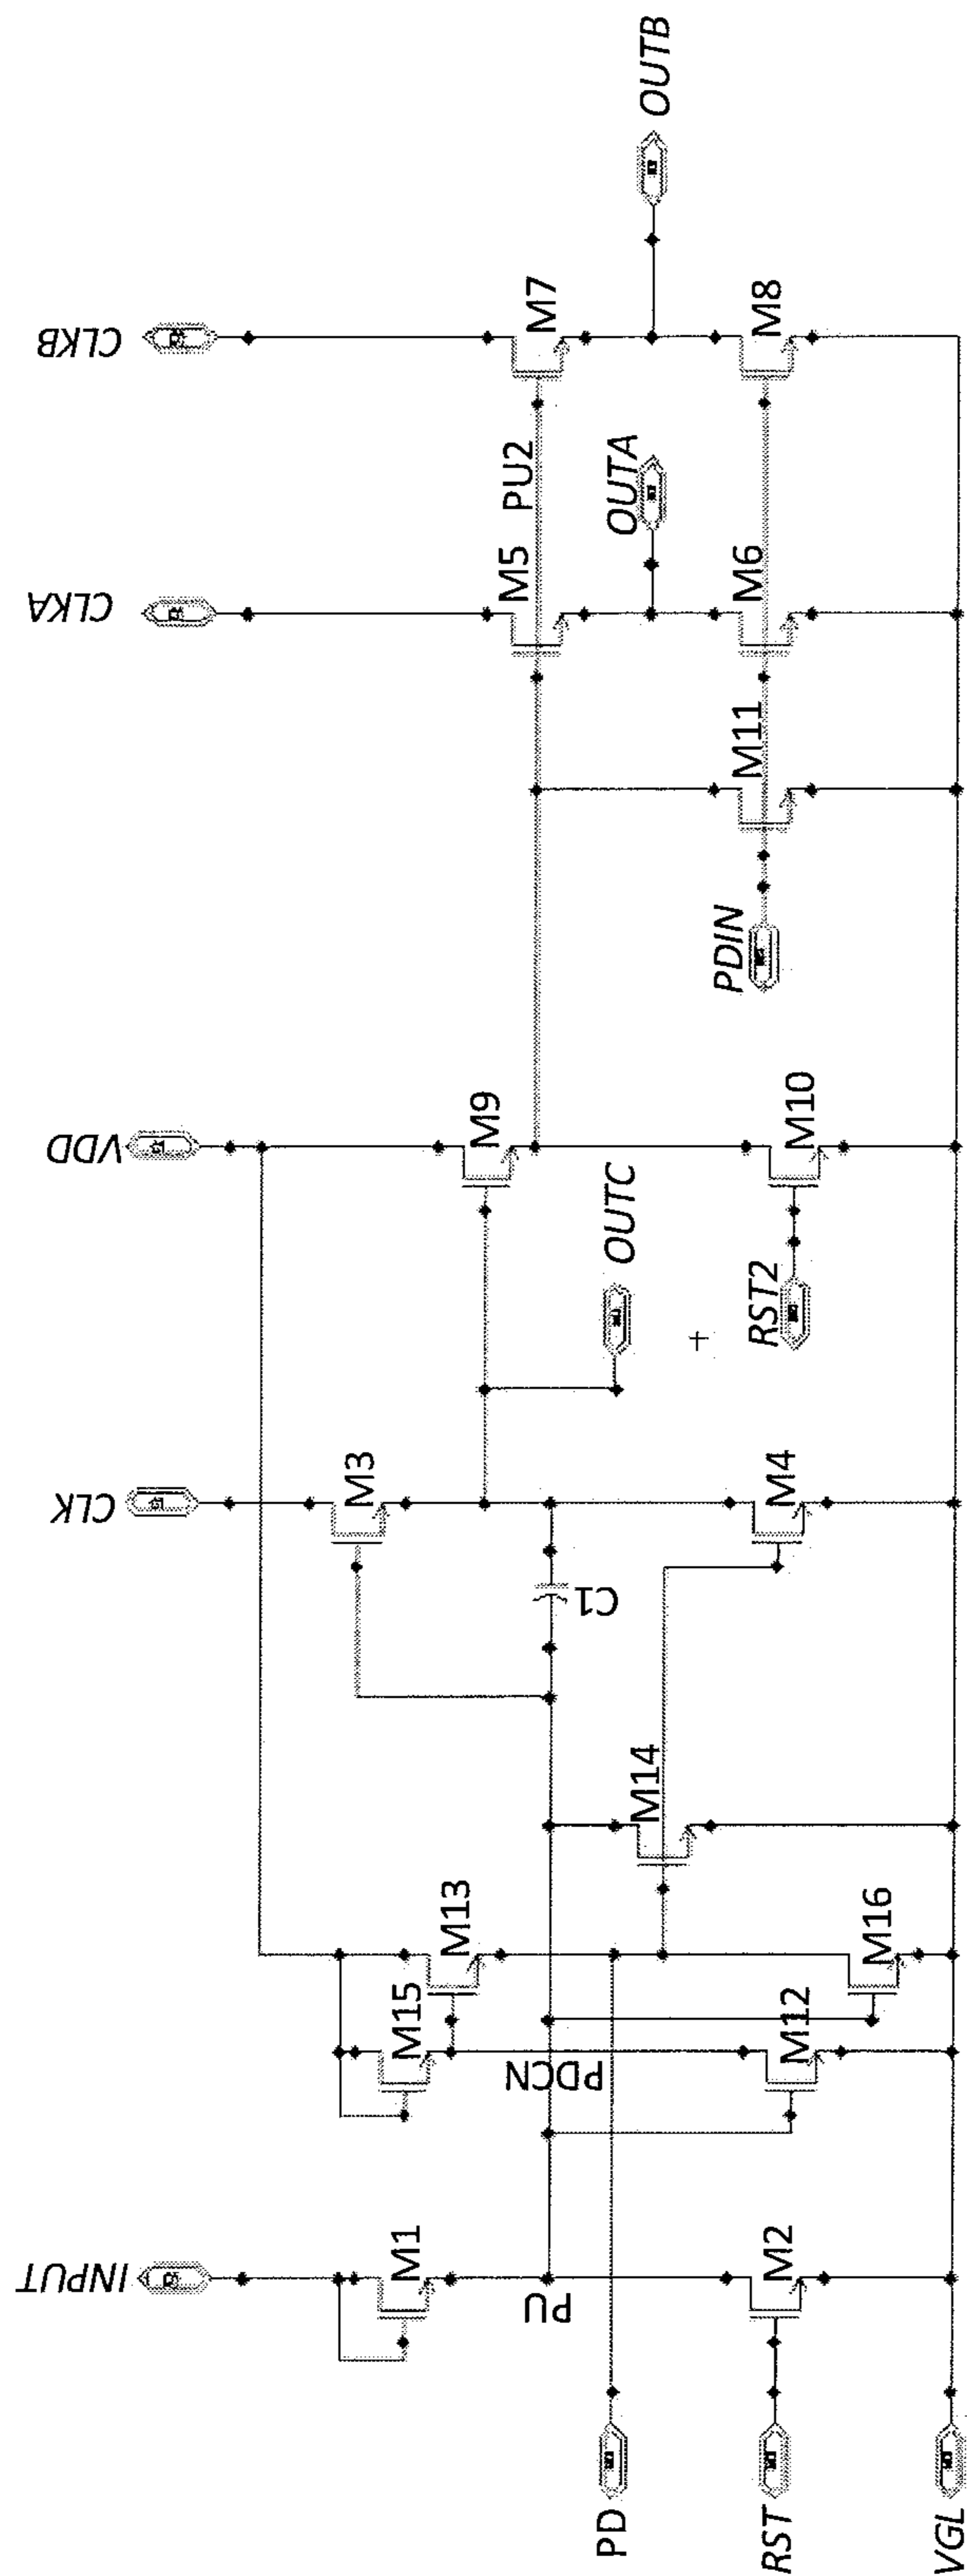 INPUT
VDD
CLK
CLKA
CLKB
M1
M15
M13
M3
M9
M5
PU2
M7
PU
PDCN
C1
M14
OUTC
OUTA
OUTB
PD
RST
M2
M12
M16
M4
+
RST2
M10
PDIN
M11
M6
M8
VGL